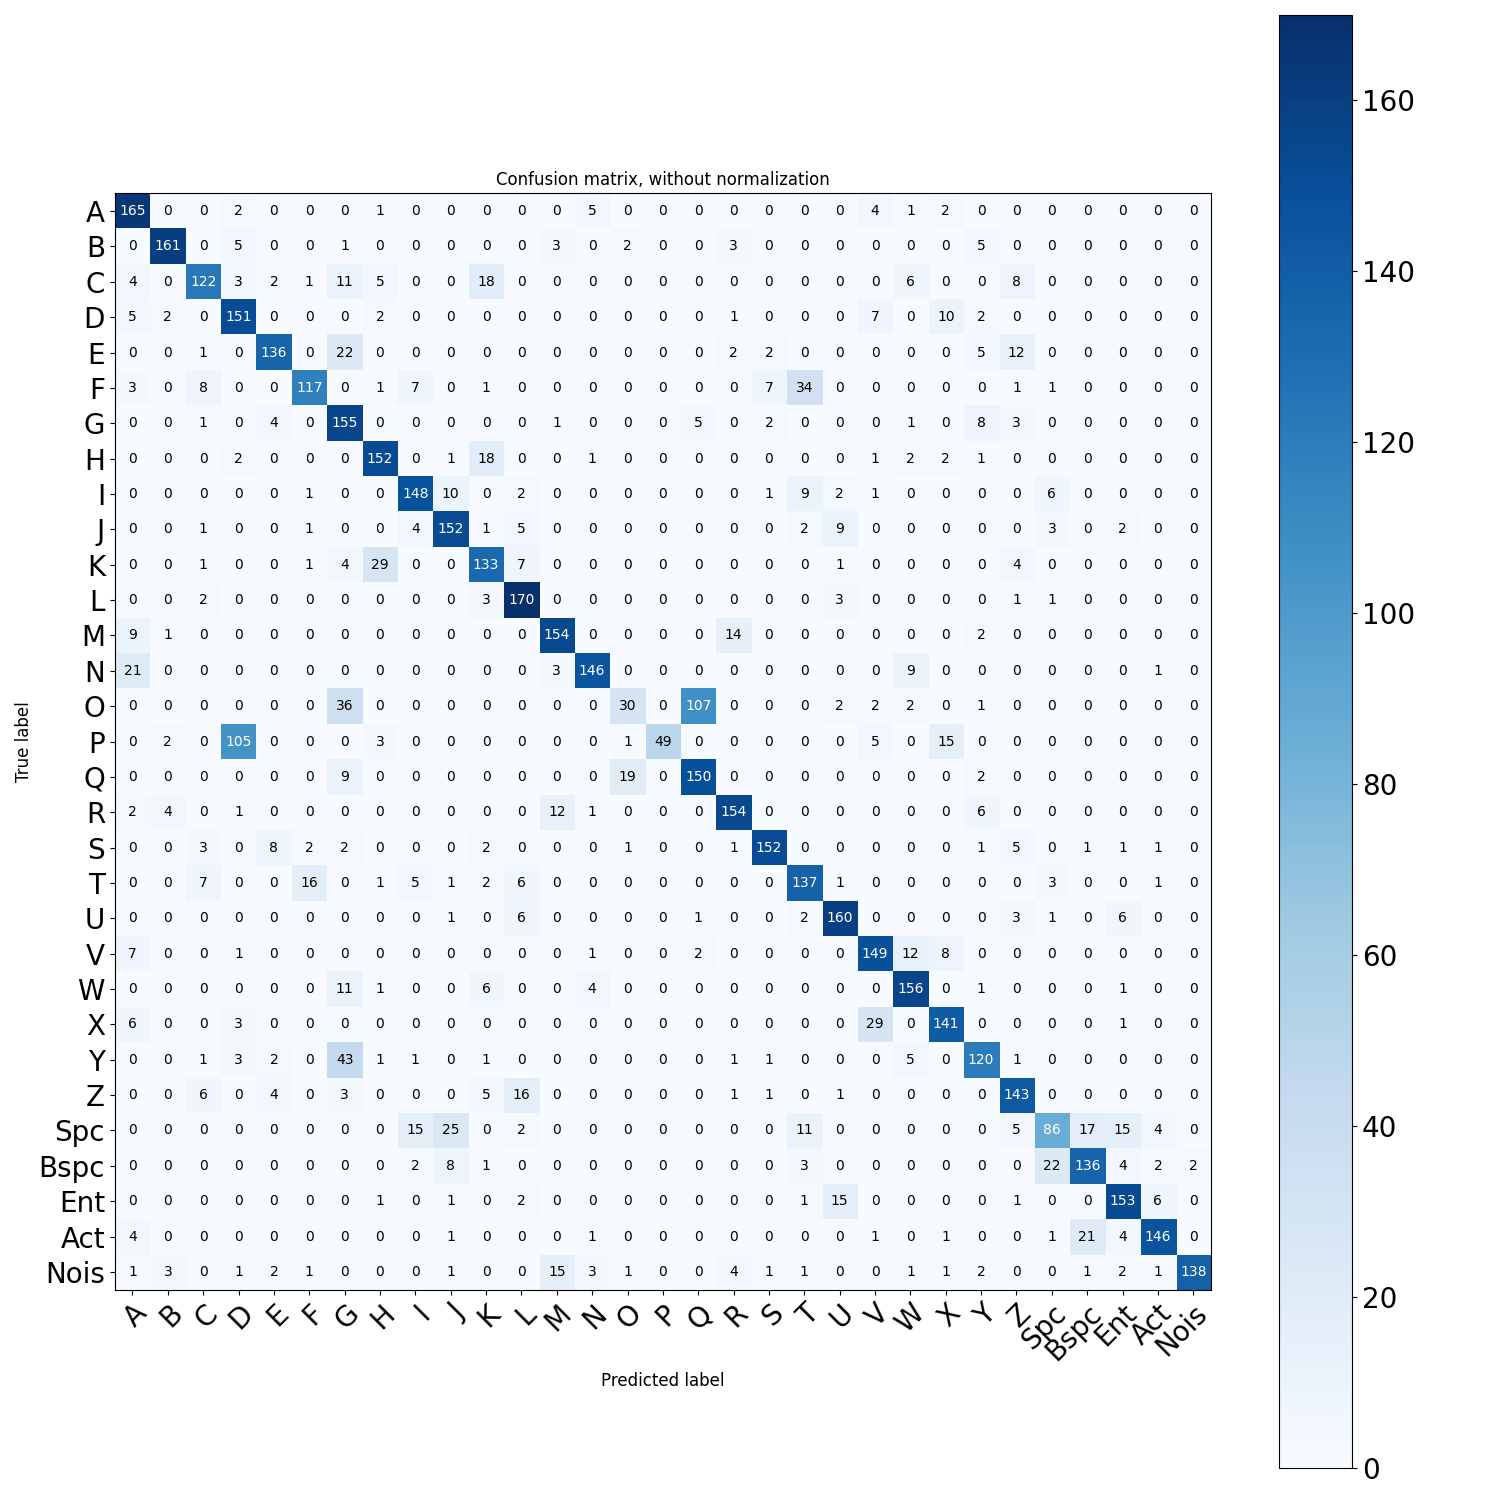 Confusion matrix, without normalization
A 165 0 0 2 0 0 0 1 0 0 0 0 0 5 0 0 0 0 0 0 0 4 1 2 0 0 0 0 0 0 0
B 0 161 0 5 0 0 1 0 0 0 0 0 3 0 2 0 0 3 0 0 0 0 0 0 5 0 0 0 0 0 0
C 4 0 122 3 2 1 11 5 0 0 18 0 0 0 0 0 0 0 0 0 0 0 6 0 0 8 0 0 0 0 0
D 5 2 0 151 0 0 0 2 0 0 0 0 0 0 0 0 0 1 0 0 0 7 0 10 2 0 0 0 0 0 0
E 0 0 1 0 136 0 22 0 0 0 0 0 0 0 0 0 0 2 2 0 0 0 0 0 5 12 0 0 0 0 0
F 3 0 8 0 0 117 0 1 7 0 1 0 0 0 0 0 0 0 7 34 0 0 0 0 0 1 1 0 0 0 0
G 0 0 1 0 4 0 155 0 0 0 0 0 1 0 0 0 5 0 2 0 0 0 1 0 8 3 0 0 0 0 0
H 0 0 0 2 0 0 0 152 0 1 18 0 0 1 0 0 0 0 0 0 0 1 2 2 1 0 0 0 0 0 0
I 0 0 0 0 0 1 0 0 148 10 0 2 0 0 0 0 0 0 1 9 2 1 0 0 0 0 6 0 0 0 0
J 0 0 1 0 0 1 0 0 4 152 1 5 0 0 0 0 0 0 0 2 9 0 0 0 0 0 3 0 2 0 0
K 0 0 1 0 0 1 4 29 0 0 133 7 0 0 0 0 0 0 0 0 1 0 0 0 0 4 0 0 0 0 0
L 0 0 2 0 0 0 0 0 0 0 3 170 0 0 0 0 0 0 0 0 3 0 0 0 0 1 1 0 0 0 0
M 9 1 0 0 0 0 0 0 0 0 0 0 154 0 0 0 0 14 0 0 0 0 0 0 2 0 0 0 0 0 0
N 21 0 0 0 0 0 0 0 0 0 0 0 3 146 0 0 0 0 0 0 0 0 9 0 0 0 0 0 0 1 0
O 0 0 0 0 0 0 36 0 0 0 0 0 0 0 30 0 107 0 0 0 2 2 2 0 1 0 0 0 0 0 0
P 0 2 0 105 0 0 0 3 0 0 0 0 0 0 1 49 0 0 0 0 0 5 0 15 0 0 0 0 0 0 0
Q 0 0 0 0 0 0 9 0 0 0 0 0 0 0 19 0 150 0 0 0 0 0 0 0 2 0 0 0 0 0 0
R 2 4 0 1 0 0 0 0 0 0 0 0 12 1 0 0 0 154 0 0 0 0 0 0 6 0 0 0 0 0 0
S 0 0 3 0 8 2 2 0 0 0 2 0 0 0 1 0 0 1 152 0 0 0 0 0 1 5 0 1 1 1 0
T 0 0 7 0 0 16 0 1 5 1 2 6 0 0 0 0 0 0 0 137 1 0 0 0 0 0 3 0 0 1 0
U 0 0 0 0 0 0 0 0 0 1 0 6 0 0 0 0 1 0 0 2 160 0 0 0 0 3 1 0 6 0 0
V 7 0 0 1 0 0 0 0 0 0 0 0 0 1 0 0 2 0 0 0 0 149 12 8 0 0 0 0 0 0 0
W 0 0 0 0 0 0 11 1 0 0 6 0 0 4 0 0 0 0 0 0 0 0 156 0 1 0 0 0 1 0 0
X 6 0 0 3 0 0 0 0 0 0 0 0 0 0 0 0 0 0 0 0 0 29 0 141 0 0 0 0 1 0 0
Y 0 0 1 3 2 0 43 1 1 0 1 0 0 0 0 0 0 1 1 0 0 0 5 0 120 1 0 0 0 0 0
Z 0 0 6 0 4 0 3 0 0 0 5 16 0 0 0 0 0 1 1 0 1 0 0 0 0 143 0 0 0 0 0
Spc 0 0 0 0 0 0 0 0 15 25 0 2 0 0 0 0 0 0 0 11 0 0 0 0 0 5 86 17 15 4 0
Bspc 0 0 0 0 0 0 0 0 2 8 1 0 0 0 0 0 0 0 0 3 0 0 0 0 0 0 22 136 4 2 2
Ent 0 0 0 0 0 0 0 1 0 1 0 2 0 0 0 0 0 0 0 1 15 0 0 0 0 1 0 0 153 6 0
Act 4 0 0 0 0 0 0 0 0 1 0 0 0 1 0 0 0 0 0 0 0 1 0 1 0 0 1 21 4 146 0
Nois 1 3 0 1 2 1 0 0 0 1 0 0 15 3 1 0 0 4 1 1 0 0 1 1 2 0 0 1 2 1 138
A B C D E F G H I J K L M N O P Q R S T U V W X Y Z Spc Bspc Ent Act Nois
Predicted label
True label
160
140
120
100
80
60
40
20
0